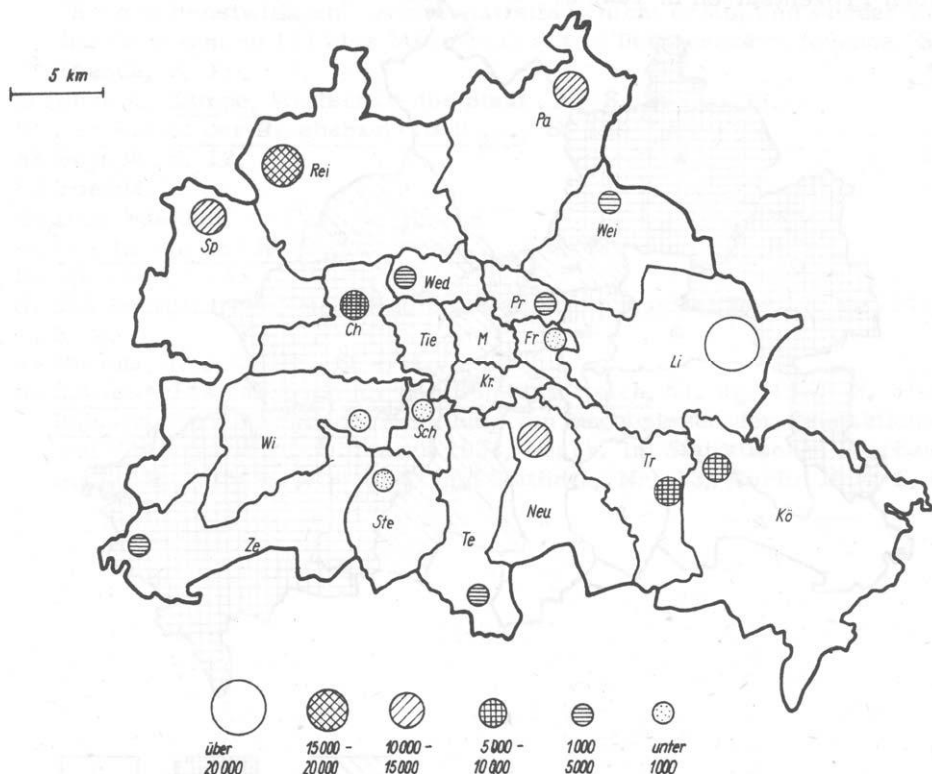 5 km
Pa
Rei
Wei
Sp
Wed
Pr
Ch
Tie
M
Fr
Li
Kr
Wi
Sch
Tr
Ste
Te
Neu
Kö
Ze
über 20 000
15 000 - 20 000
10 000 - 15 000
5 000 - 10 000
1 000 5 000
unter 1000